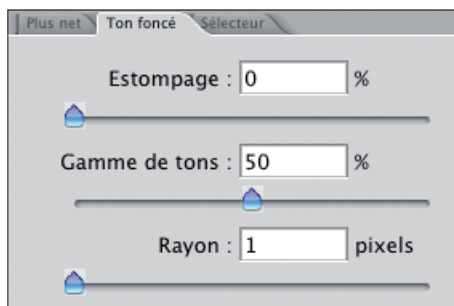 Plus net Ton foncé Sélecteur
Estompage : 0 %
Gamme de tons : 50 %
Rayon : 1 pixels